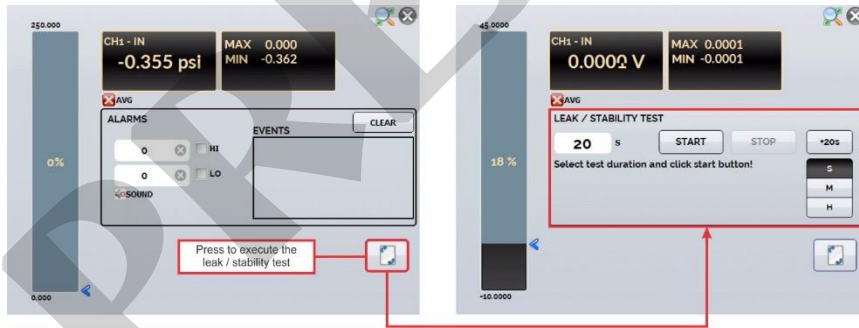 250.0000
CH1 - IN
-0.355 psi
MAX 0.000
MIN -0.362
AVG
ALARMS
CLEAR
EVENTS
0 HI
0 LO
SOUND
0%
Press to execute the
leak / stability test
0.000
45.0000
CH1 - IN
V
MAX 0.0001
MIN -0.0001
AVG
LEAK / STABILITY TEST
20 s START STOP +20s
Select test duration and click start button!
S
M
H
18 %
-10.0000